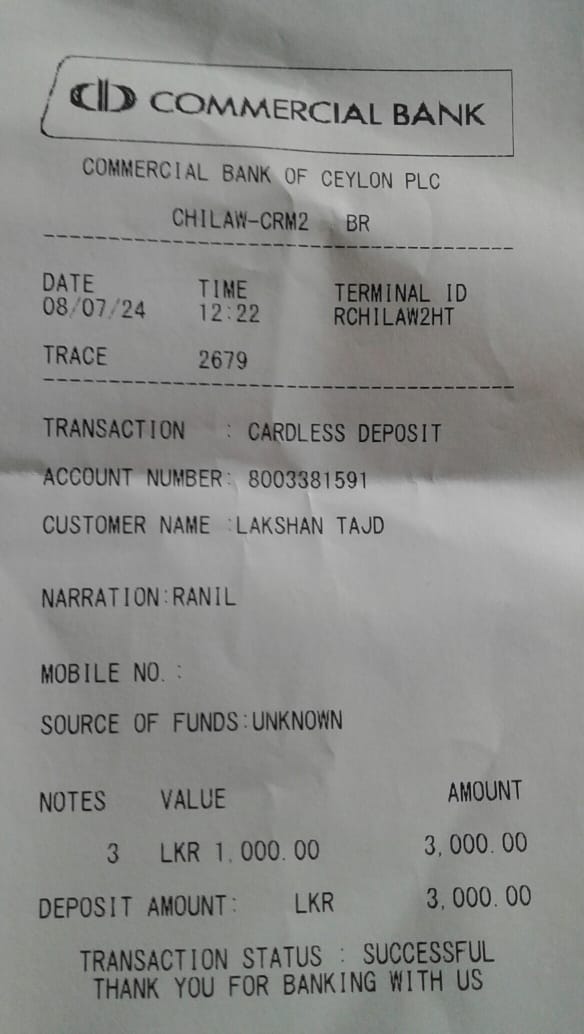 COMMERCIAL BANK
COMMERCIAL BANK OF CEYLON PLC
CHILAW-CRM2 BR
DATE TIME TERMINAL ID
08/07/24 12:22 RCHILAW2HT
TRACE 2679
TRANSACTION : CARDLESS DEPOSIT
ACCOUNT NUMBER: 8003381591
CUSTOMER NAME :LAKSHAN TAJD
NARRATION:RANIL
MOBILE NO. :
SOURCE OF FUNDS:UNKNOWN
NOTES VALUE AMOUNT
3 LKR 1,000.00 3,000.00
DEPOSIT AMOUNT: LKR 3,000.00
TRANSACTION STATUS : SUCCESSFUL
THANK YOU FOR BANKING WITH US